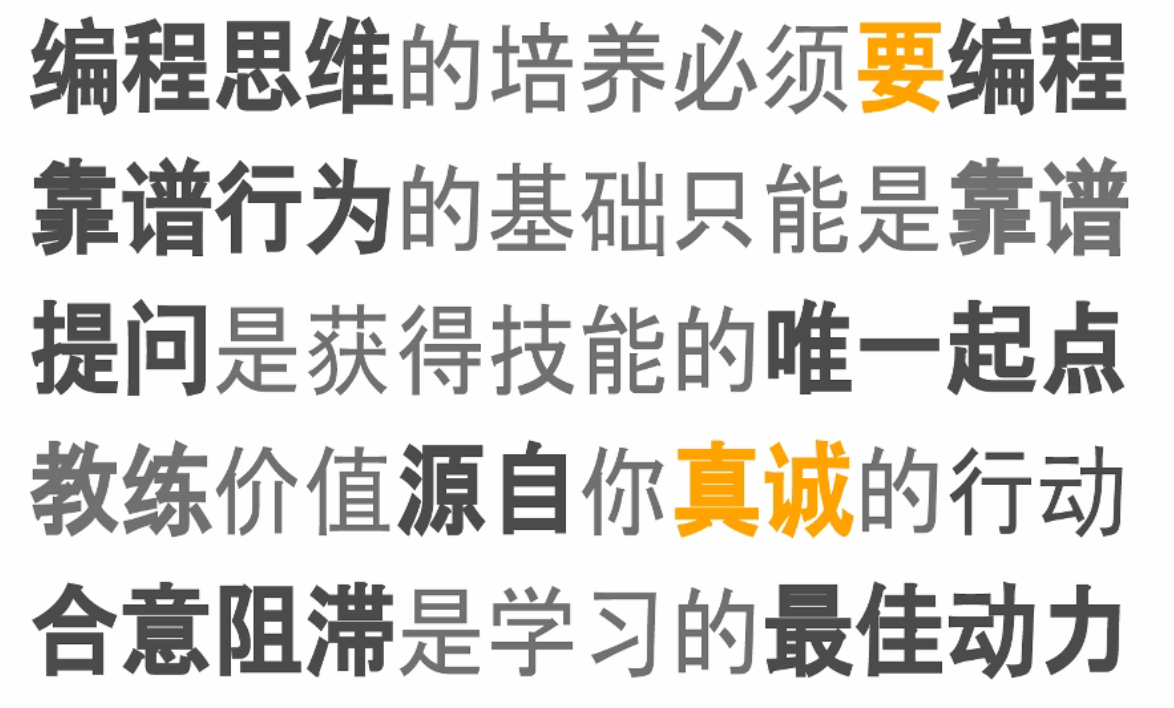 编程思维的培养必须要编程
靠谱行为的基础只能是靠谱
提问是获得技能的唯一起点
教练价值源自你真诚的行动
合意阻滞是学习的最佳动力